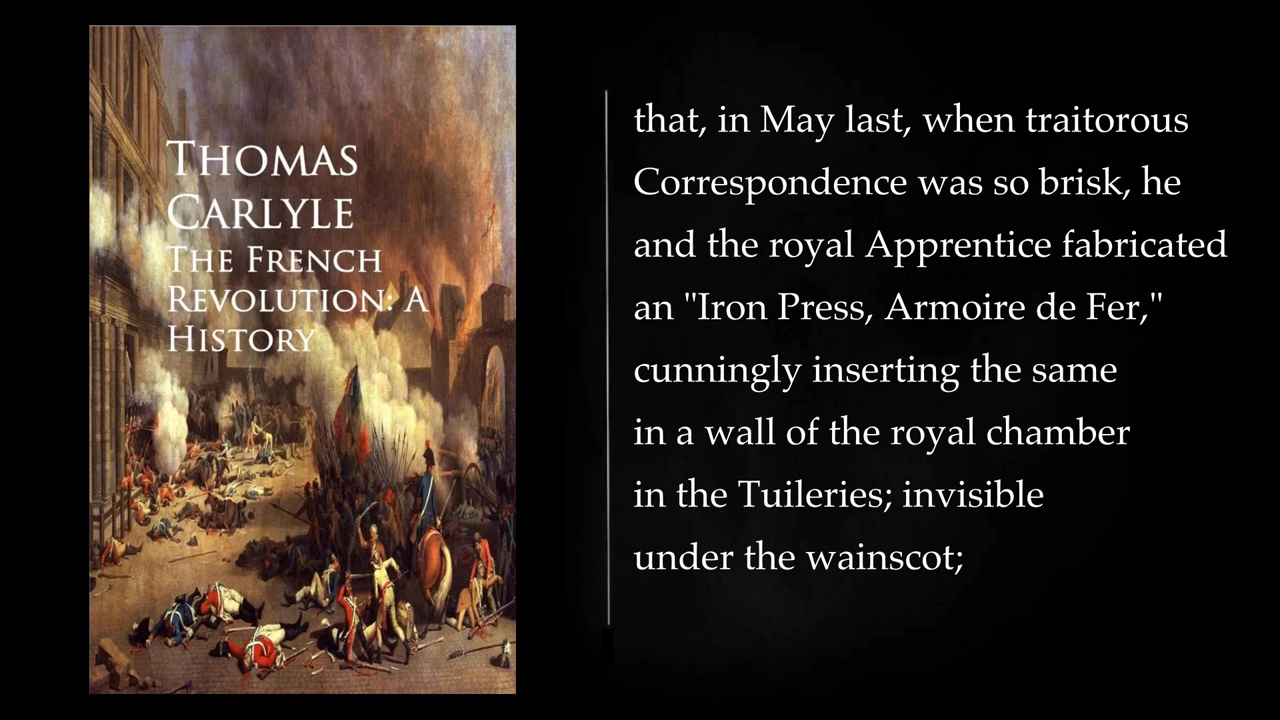 THOMAS
CARLYLE
THE FRENCH
REVOLUTION: A
HISTORY
that, in May last, when traitorous
Correspondence was so brisk, he
and the royal Apprentice fabricated
an "Iron Press, Armoire de Fer,"
cunningly inserting the same
in a wall of the royal chamber
in the Tuileries; invisible
under the wainscot;